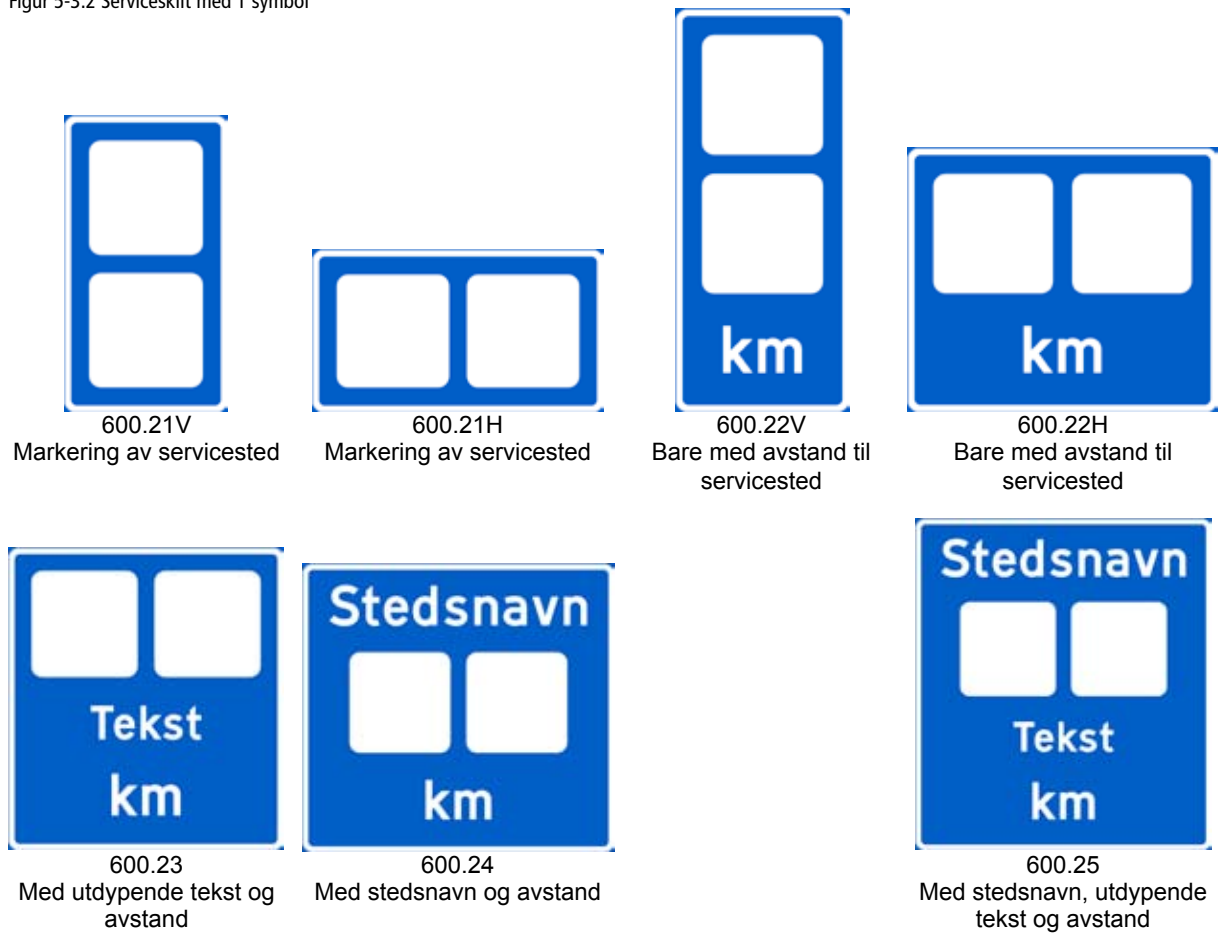 Figur 5-3.2 Serviceskilt med 1 symbol
600.21V
Markering av servicested
600.21H
Markering av servicested
km
600.22V
Bare med avstand til
servicested
km
600.22H
Bare med avstand til
servicested
Tekst
km
600.23
Med utdypende tekst og
avstand
Stedsnavn
km
600.24
Med stedsnavn og avstand
Stedsnavn
Tekst
km
600.25
Med stedsnavn, utdypende
tekst og avstand